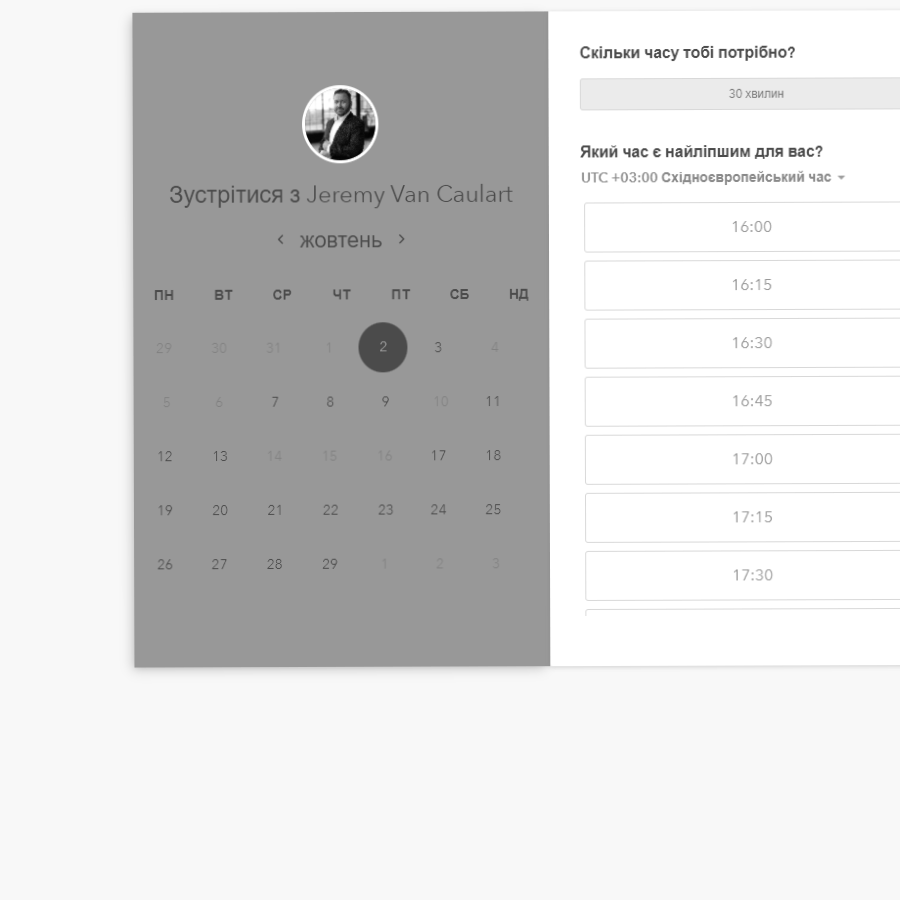 Зустрітися з Jeremy Van Caulart
жовтень
ПН ВТ СР ЧТ ПТ СБ НД
29 30 31 1 2 3 4
5 6 7 8 9 10 11
12 13 14 15 16 17 18
19 20 21 22 23 24 25
26 27 28 29 1 2 3
Скільки часу тобі потрібно?
30 хвилин
Який час є найліпшим для вас?
UTC +03:00 Східноєвропейський час
16:00
16:15
16:30
16:45
17:00
17:15
17:30